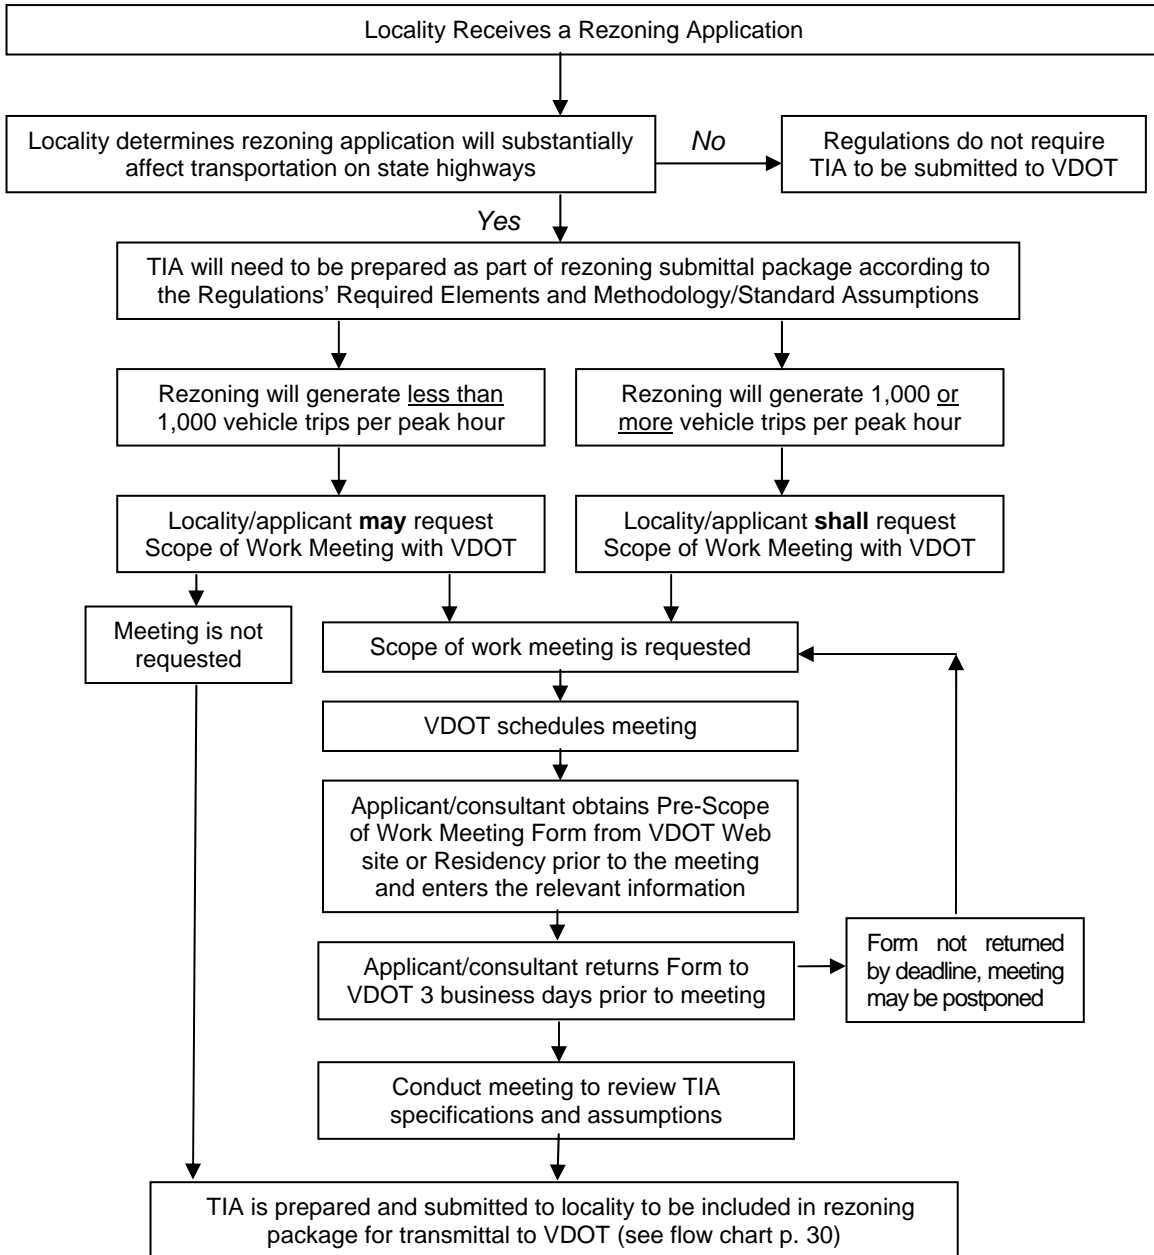 Locality Receives a Rezoning Application
Locality determines rezoning application will substantially
affect transportation on state highways
No
Regulations do not require
TIA to be submitted to VDOT
Yes
TIA will need to be prepared as part of rezoning submittal package according to
the Regulations’ Required Elements and Methodology/Standard Assumptions
Rezoning will generate less than
1,000 vehicle trips per peak hour
Rezoning will generate 1,000 or
more vehicle trips per peak hour
Locality/applicant may request
Scope of Work Meeting with VDOT
Locality/applicant shall request
Scope of Work Meeting with VDOT
Meeting is not
requested
Scope of work meeting is requested
VDOT schedules meeting
Applicant/consultant obtains Pre-Scope
of Work Meeting Form from VDOT Web
site or Residency prior to the meeting
and enters the relevant information
Applicant/consultant returns Form to
VDOT 3 business days prior to meeting
Form not returned
by deadline, meeting
may be postponed
Conduct meeting to review TIA
specifications and assumptions
TIA is prepared and submitted to locality to be included in rezoning
package for transmittal to VDOT (see flow chart p. 30)